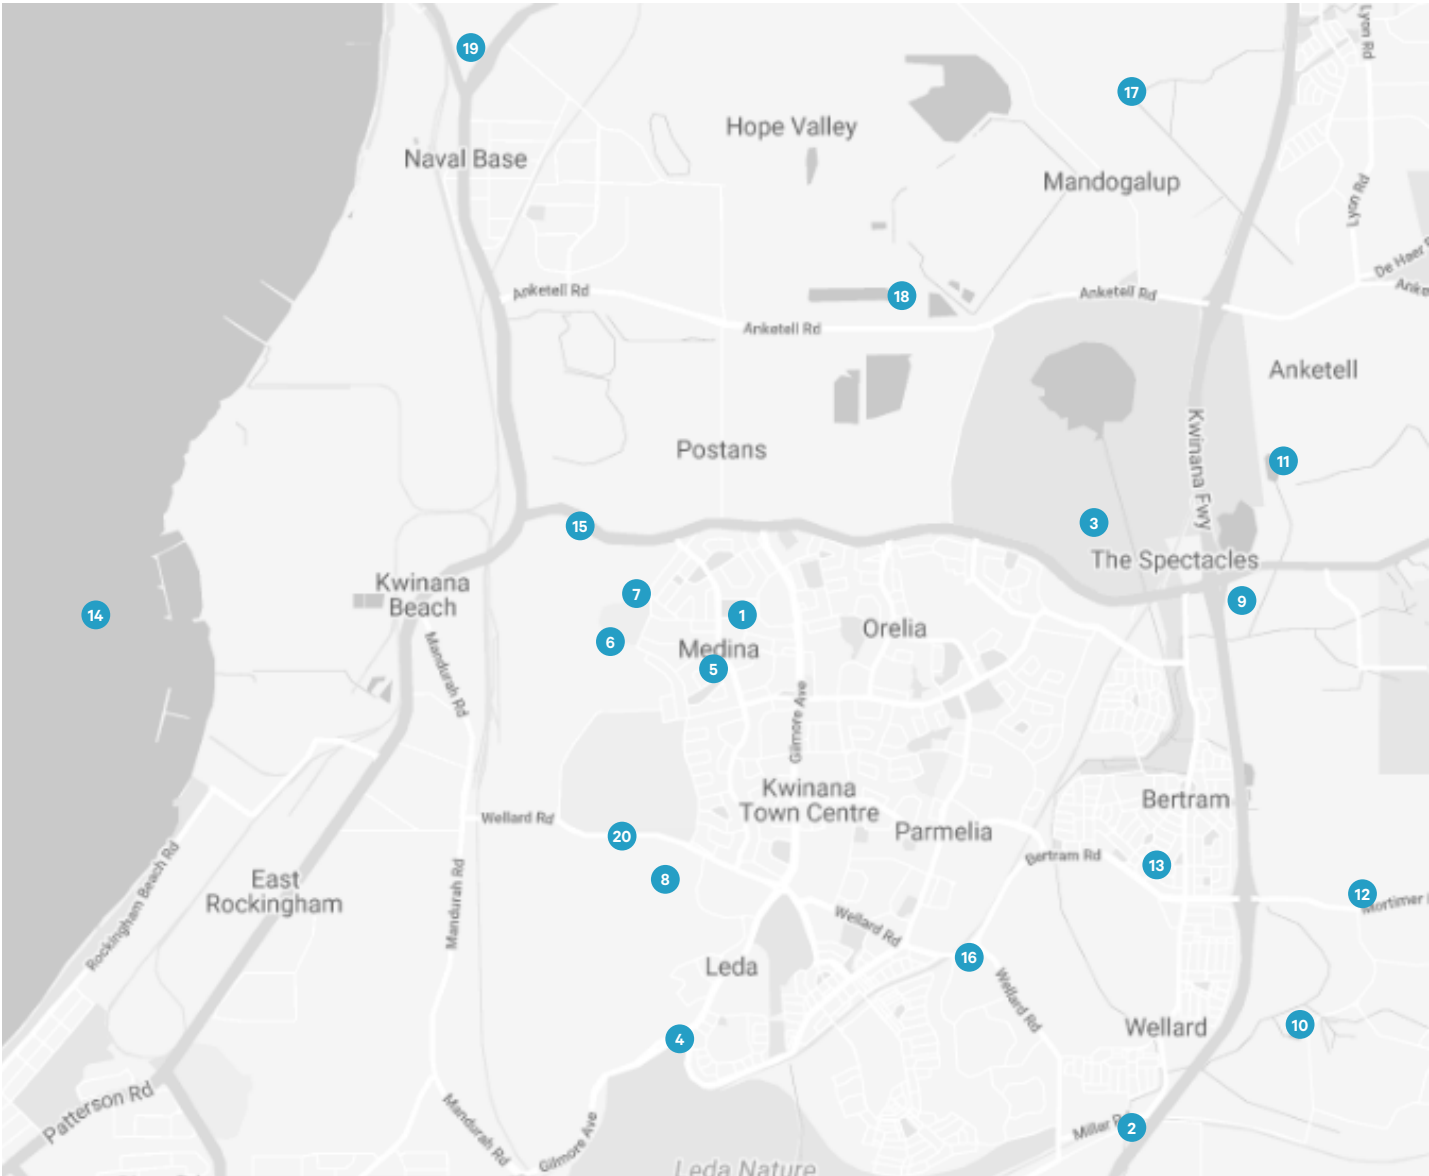 19
Lyon Rd
17
Hope Valley
Naval Base
Mandogalup
Lyon Rd
De Haer R
Anke
Anketell Rd
18
Anketell Rd
Anketell Rd
Anketell
Postans
Kwinana Fwy
11
15
3
The Spectacles
Kwinana
Beach
7
9
14
1
6
Medina
Orelia
5
Mandurah Rd
Gilmore Ave
Kwinana
Town Centre
Bertram
Wellard Rd
20
Parmelia
Bertram Rd
13
8
East
Rockingham
12
Mortimer
Rockingham Beach Rd
Mandurah Rd
Wellard Rd
16
Leda
Wellard Rd
Wellard
10
4
Patterson Rd
Mandurah Rd
Gilmore Ave
Millar R
2
Leda Nature